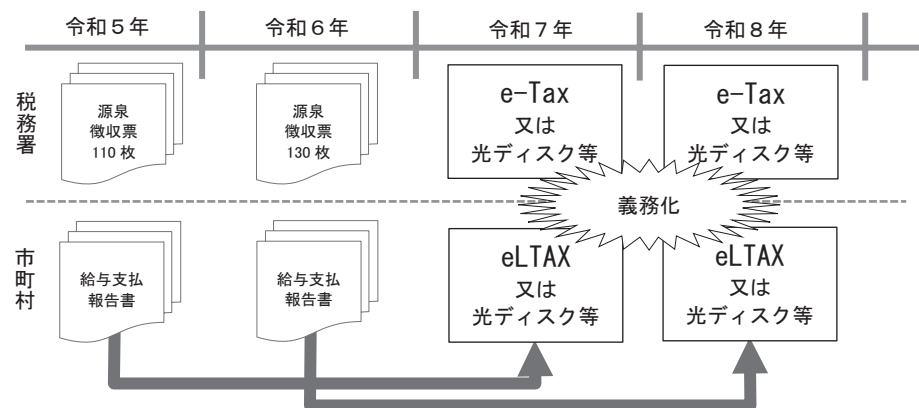 令和５年
令和６年
令和７年
令和８年
税務署
源泉
徴収票
110 枚
源泉
徴収票
130 枚
e-Tax
又は
光ディスク等
e-Tax
又は
光ディスク等
義務化
市町村
給与支払
報告書
給与支払
報告書
eLTAX
又は
光ディスク等
eLTAX
又は
光ディスク等